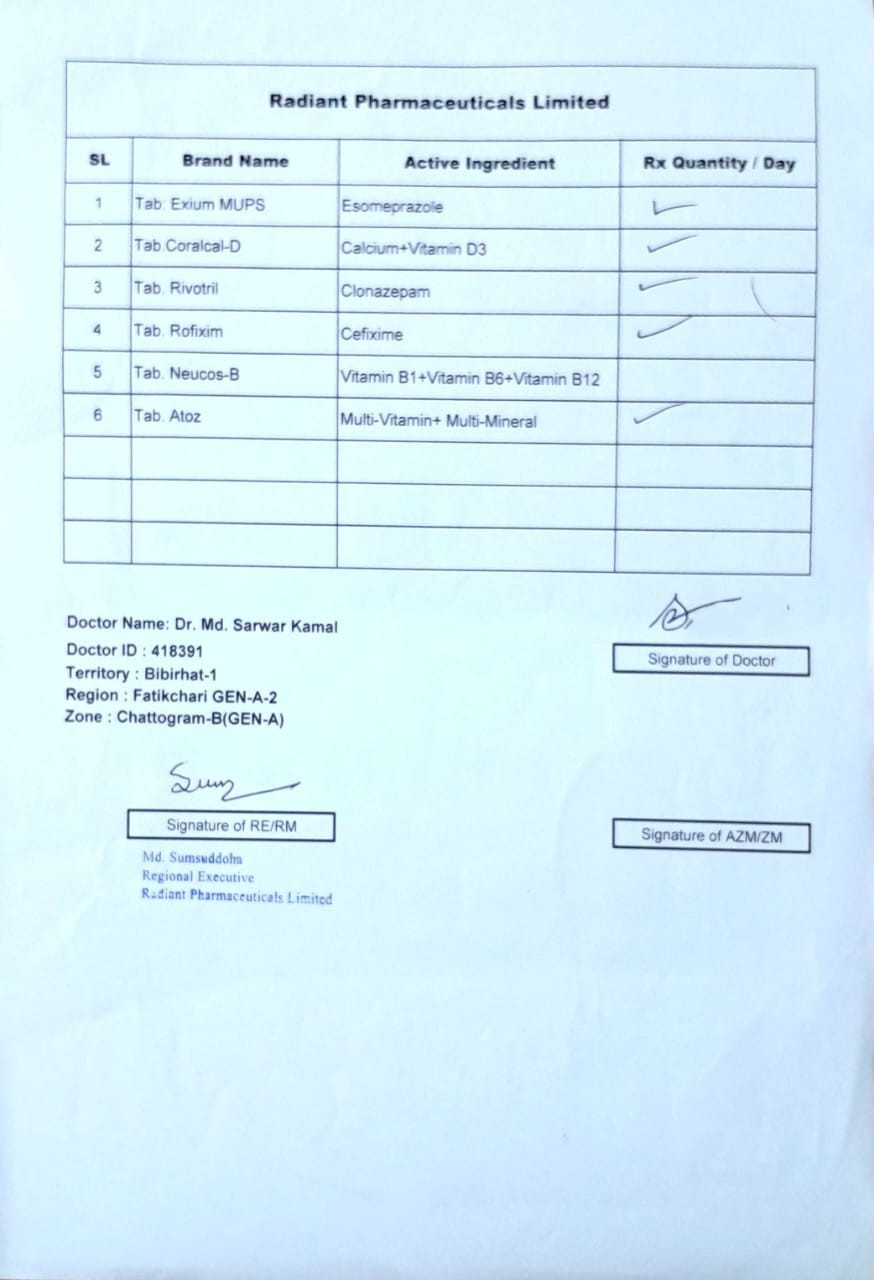 Radiant Pharmaceuticals Limited
SL Brand Name Active Ingredient Rx Quantity / Day
1 Tab. Exium MUPS Esomeprazole
2 Tab.Coralcal-D Calcium+Vitamin D3
3 Tab. Rivotril Clonazepam
4 Tab. Rofixim Cefixime
5 Tab. Neucos-B Vitamin B1+Vitamin B6+Vitamin B12
6 Tab. Atoz Multi-Vitamin+ Multi-Mineral
Doctor Name: Dr. Md. Sarwar Kamal
Doctor ID : 418391
Territory : Bibirhat-1
Region : Fatikchari GEN-A-2
Zone : Chattogram-B(GEN-A)
Signature of Doctor
Signature of RE/RM
Signature of AZM/ZM
Md. Sumsuddoha
Regional Executive
Radiant Pharmaceuticals Limited